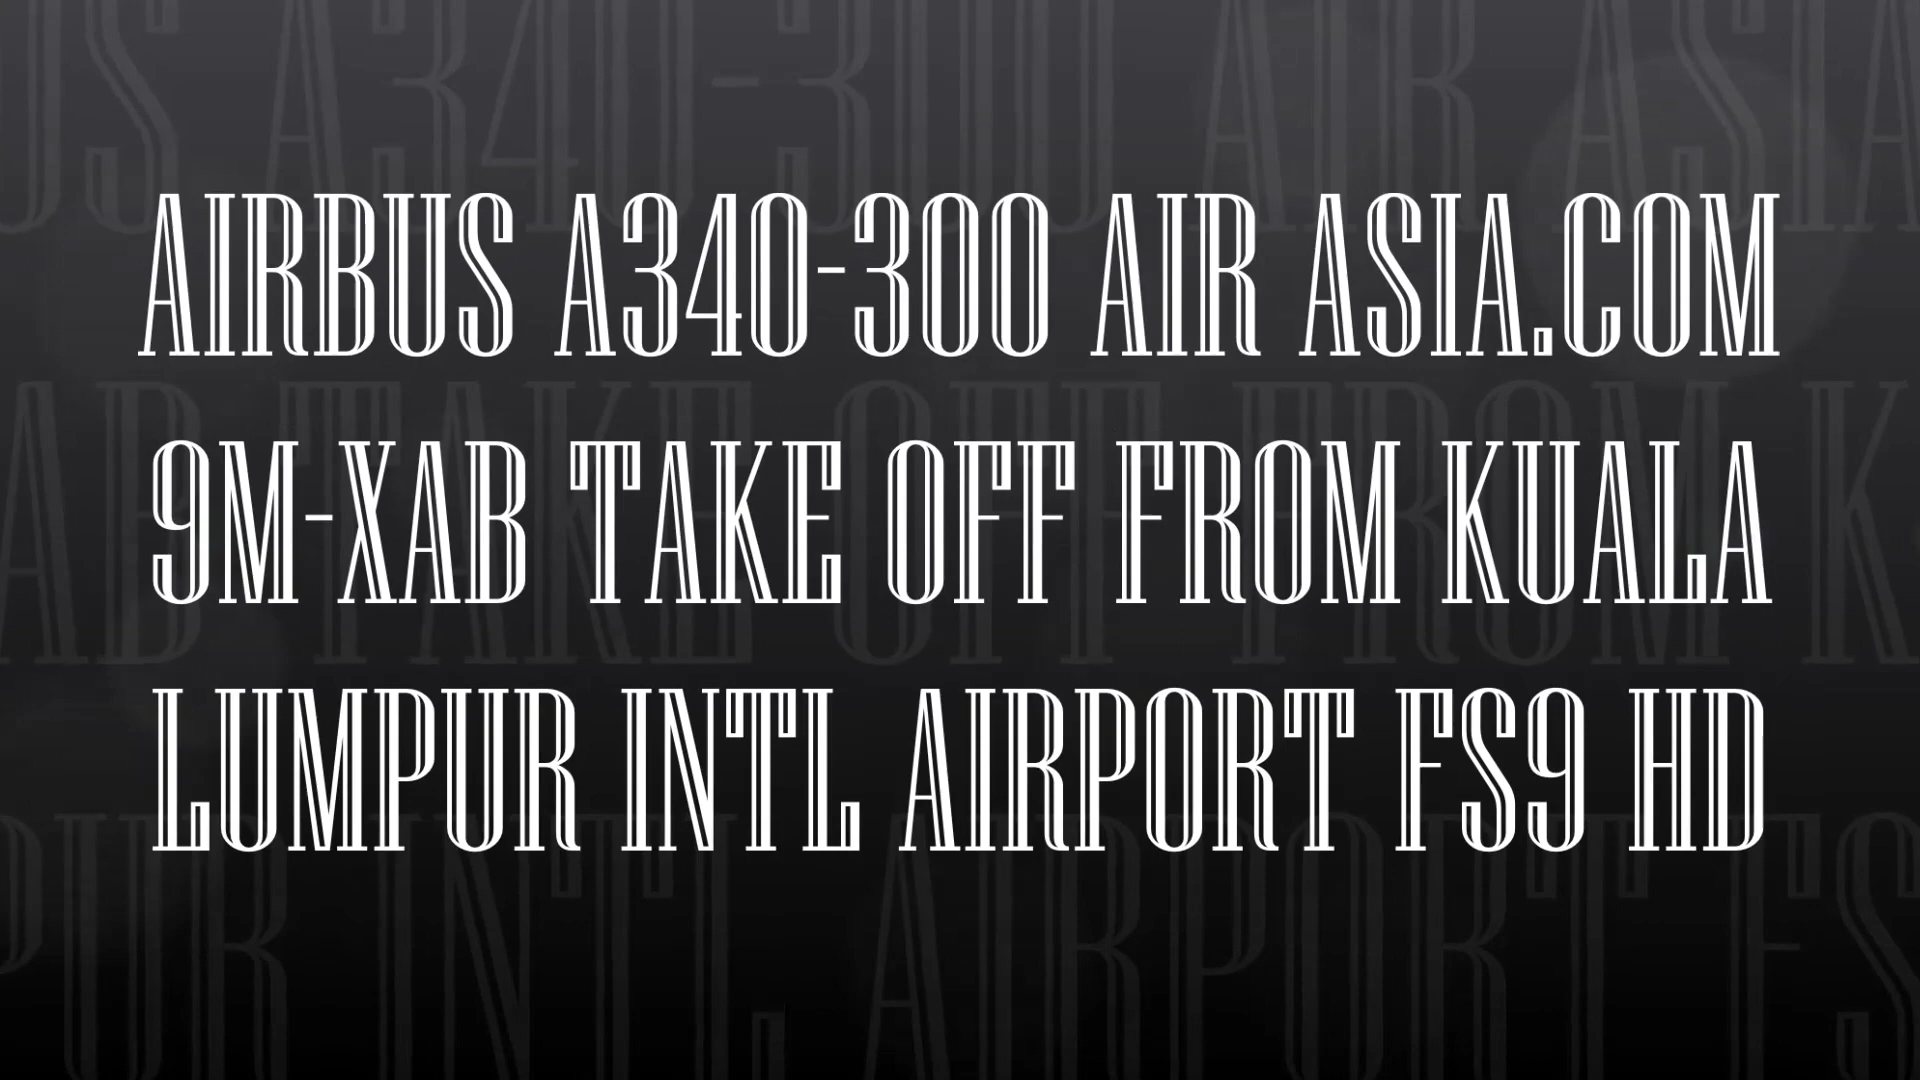 AIRBUS A340-300 AIR ASIA.COM
9M-XAB TAKE OFF FROM KUALA
LUMPUR INTL AIRPORT FS9 HD